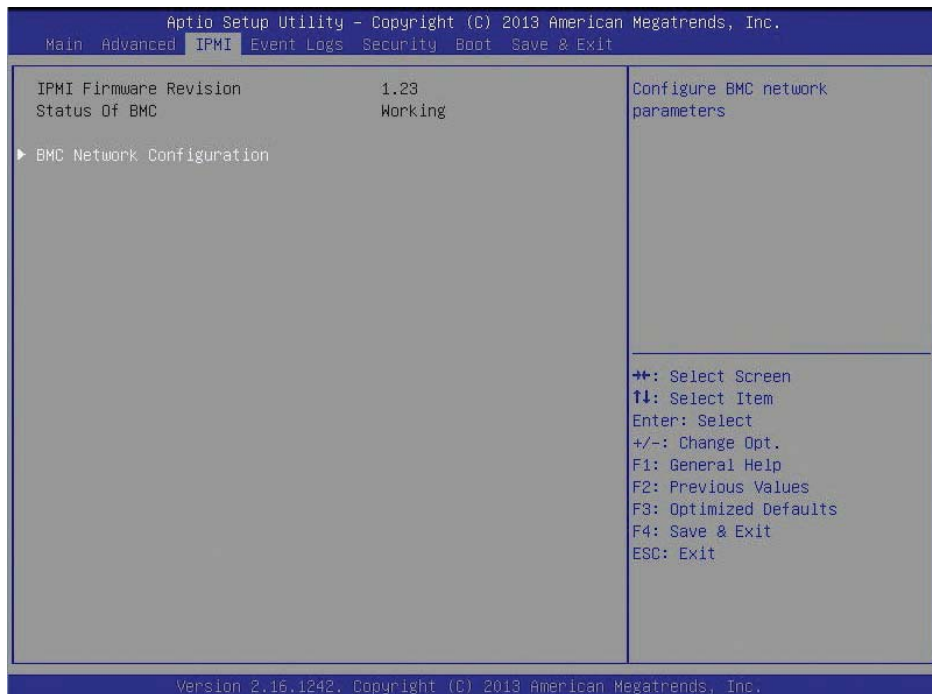 Aptio Setup Utility – Copyright (C) 2013 American Megatrends, Inc.
Main Advanced IPMI Event Logs Security Boot Save & Exit
IPMI Firmware Revision 1.23
Status Of BMC Working
▶ BMC Network Configuration
Configure BMC network
parameters
→←: Select Screen
↑↓: Select Item
Enter: Select
+/-: Change Opt.
F1: General Help
F2: Previous Values
F3: Optimized Defaults
F4: Save & Exit
ESC: Exit
Version 2.16.1242. Copyright (C) 2013 American Megatrends, Inc.